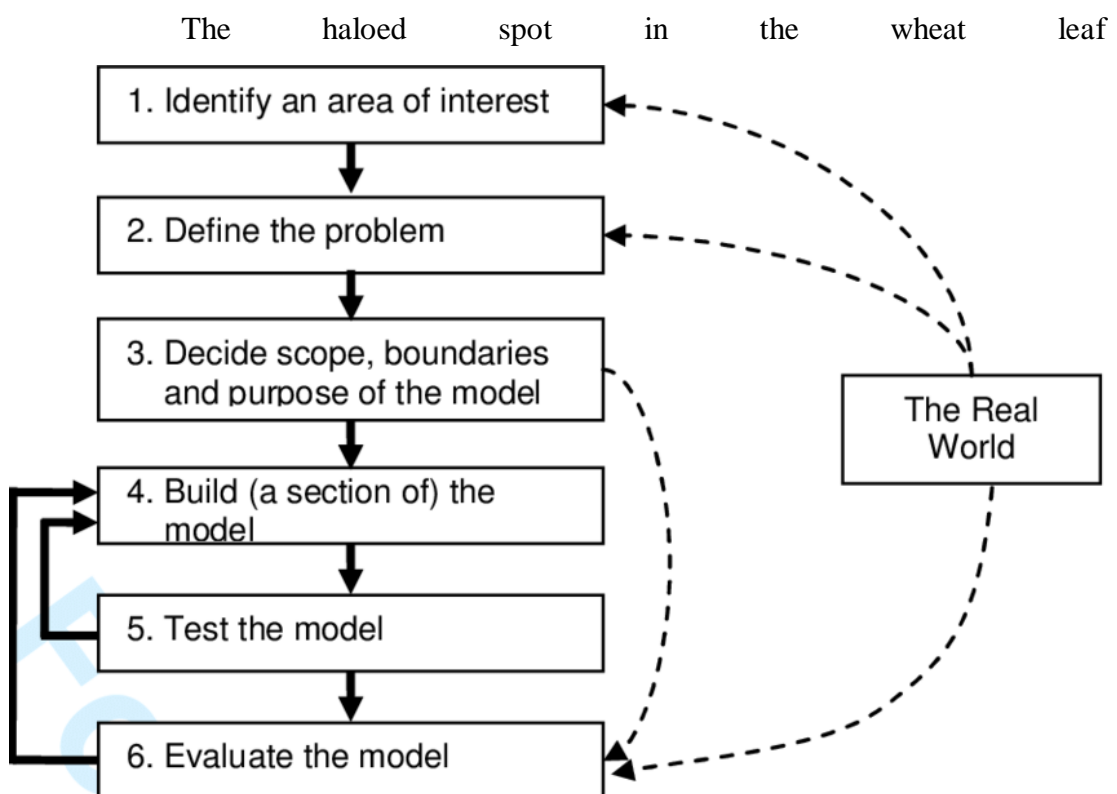 The haloed spot in the wheat leaf
1. Identify an area of interest
2. Define the problem
3. Decide scope, boundaries
and purpose of the model
The Real
World
4. Build (a section of) the
model
5. Test the model
6. Evaluate the model